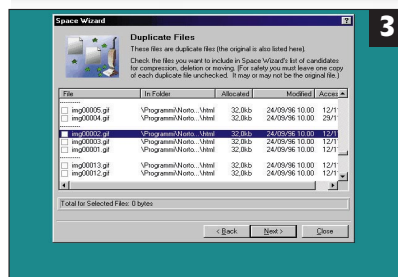 Space Wizard
3
Duplicate Files
These are duplicate files (the original is also listed here).
Check the files you want to include in Space Wizard's list of candidates
for compression, deletion or moving. (For safety you must leave one copy
of each duplicate file unchecked. It may or may not be the original file.)
File In Folder Allocated Modified Acces
----------
img00005.gif \Programmi\Norto...\html 32,0kb 24/09/96 10.00 12/1
img00004.gif \Programmi\Norto...\html 32,0kb 24/09/96 10.00 29/1
----------
img00002.gif \Programmi\Norto...\html 32,0kb 24/09/96 10.00 12/1
img00003.gif \Programmi\Norto...\html 32,0kb 24/09/96 10.00 12/1
img00001.gif \Programmi\Norto...\html 32,0kb 24/09/96 10.00 12/1
----------
img00013.gif \Programmi\Norto...\html 32,0kb 24/09/96 10.00 12/1
img00012.gif \Programmi\Norto...\html 32,0kb 24/09/96 10.00 12/1
Total for Selected Files: 0 bytes
< Back Next > Close